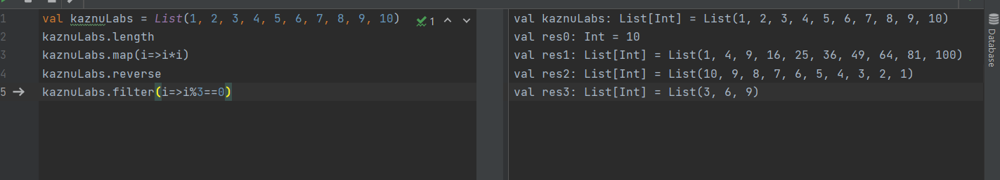 1 val kaznuLabs = List(1, 2, 3, 4, 5, 6, 7, 8, 9, 10) 1
2 kaznuLabs.length
3 kaznuLabs.map(i=>i*i)
4 kaznuLabs.reverse
5 kaznuLabs.filter(i=>i%3==0)
val kaznuLabs: List[Int] = List(1, 2, 3, 4, 5, 6, 7, 8, 9, 10)
val res0: Int = 10
val res1: List[Int] = List(1, 4, 9, 16, 25, 36, 49, 64, 81, 100)
val res2: List[Int] = List(10, 9, 8, 7, 6, 5, 4, 3, 2, 1)
val res3: List[Int] = List(3, 6, 9)
Database